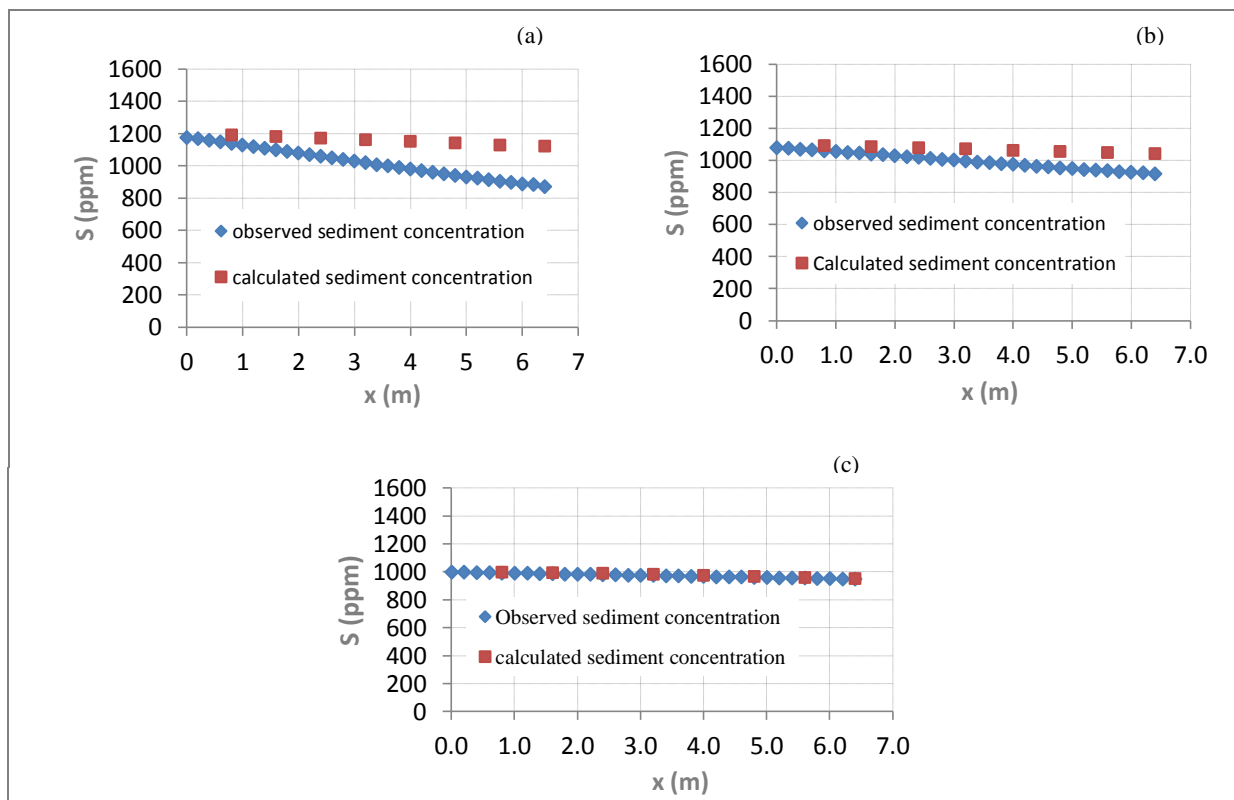 (a)
S (ppm)
1600
1400
1200
1000
800
600
400
200
0
observed sediment concentration
calculated sediment concentration
0 1 2 3 4 5 6 7
x (m)
(b)
S (ppm)
1600
1400
1200
1000
800
600
400
200
0
observed sediment concentration
Calculated sediment concentration
0.0 1.0 2.0 3.0 4.0 5.0 6.0 7.0
x (m)
(c)
S (ppm)
1600
1400
1200
1000
800
600
400
200
0
Observed sediment concentration
calculated sediment concentration
0.0 1.0 2.0 3.0 4.0 5.0 6.0 7.0
x (m)